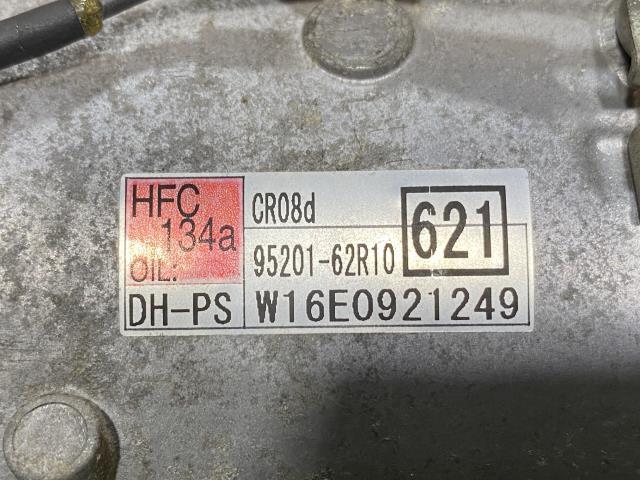 HFC
134a
OIL:
DH-PS
CR08d
95201-62R10
621
W16E0921249